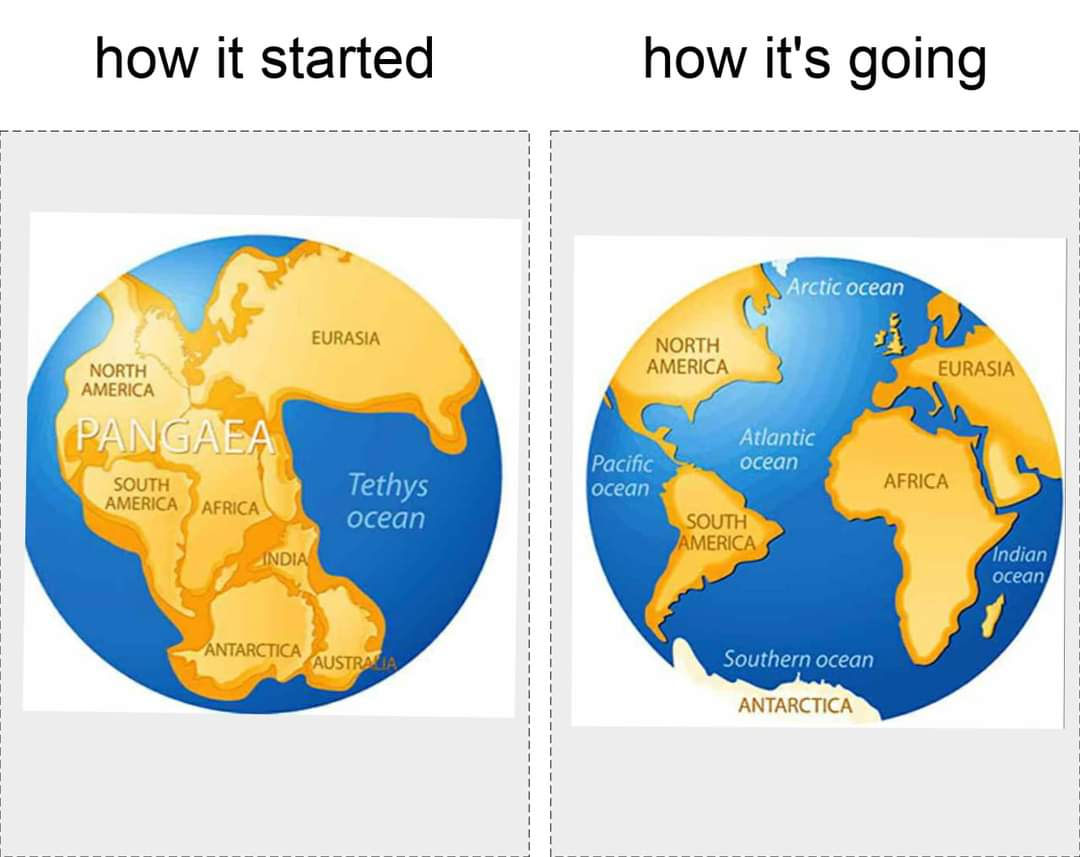 how it started
how it's going
EURASIA
NORTH
AMERICA
PANGAEA
SOUTH
AMERICA
AFRICA
Tethys
ocean
INDIA
ANTARCTICA
AUSTRALIA
Arctic ocean
NORTH
AMERICA
EURASIA
Atlantic
ocean
Pacific
ocean
AFRICA
SOUTH
AMERICA
Indian
ocean
Southern ocean
ANTARCTICA